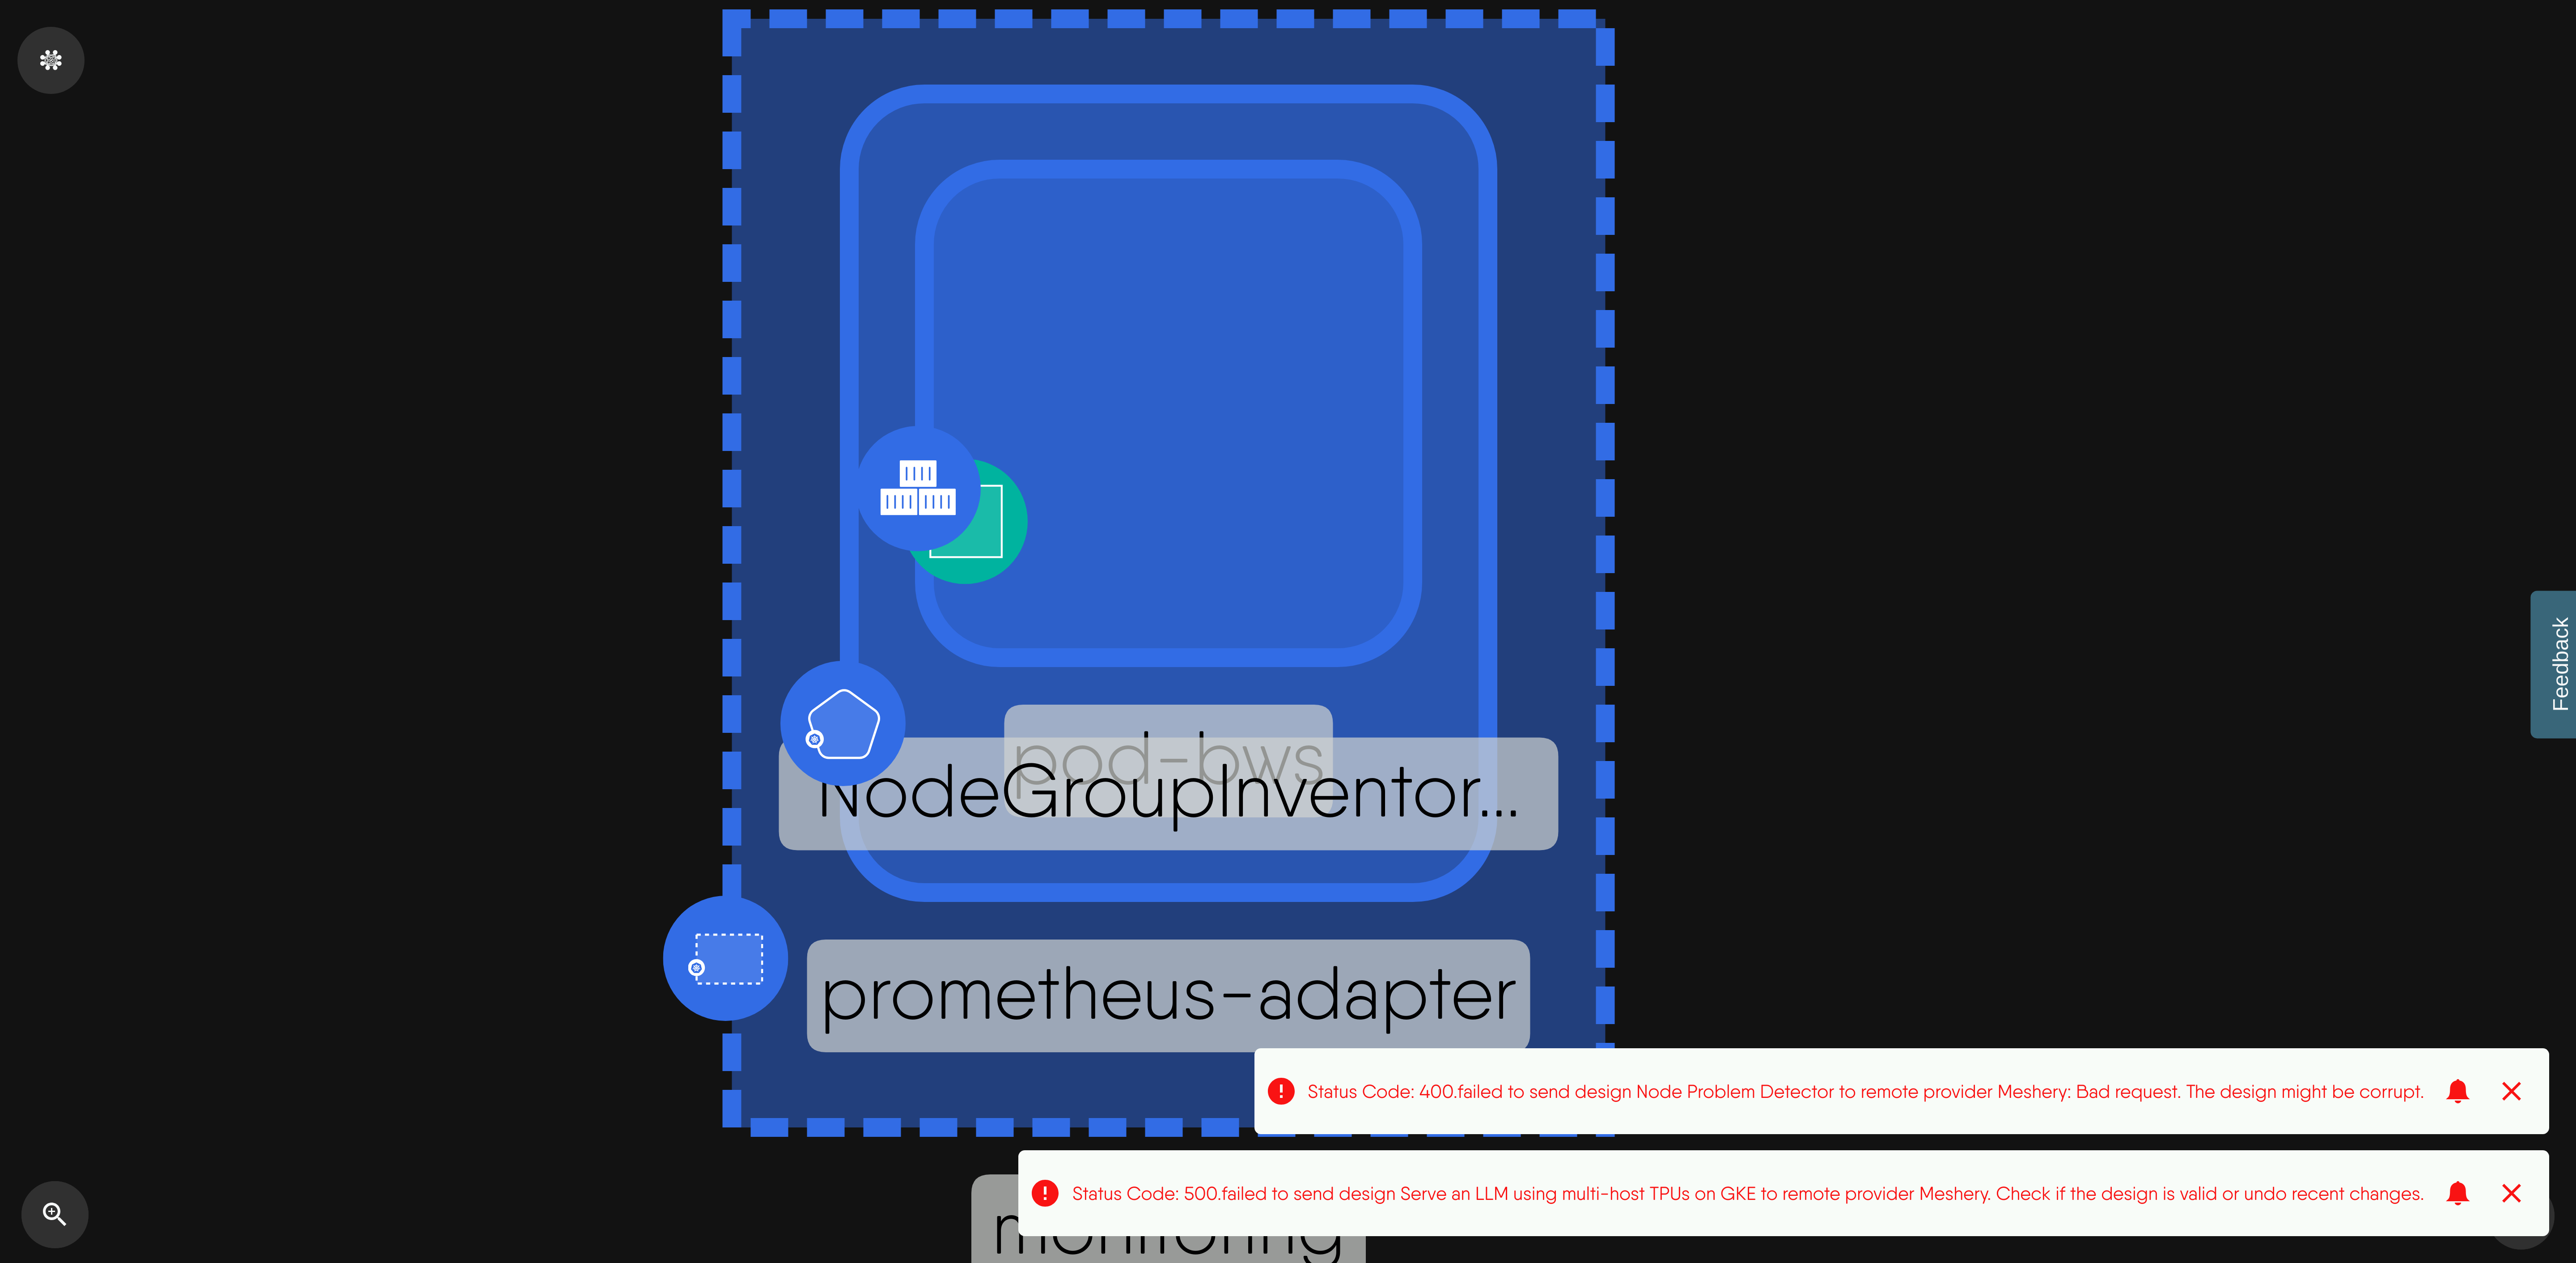 pod-bws
NodeGroupInventor...
prometheus-adapter
Status Code: 400.failed to send design Node Problem Detector to remote provider Meshery: Bad request. The design might be corrupt.
Status Code: 500.failed to send design Serve an LLM using multi-host TPUs on GKE to remote provider Meshery. Check if the design is valid or undo recent changes.
monitoring
Feedback